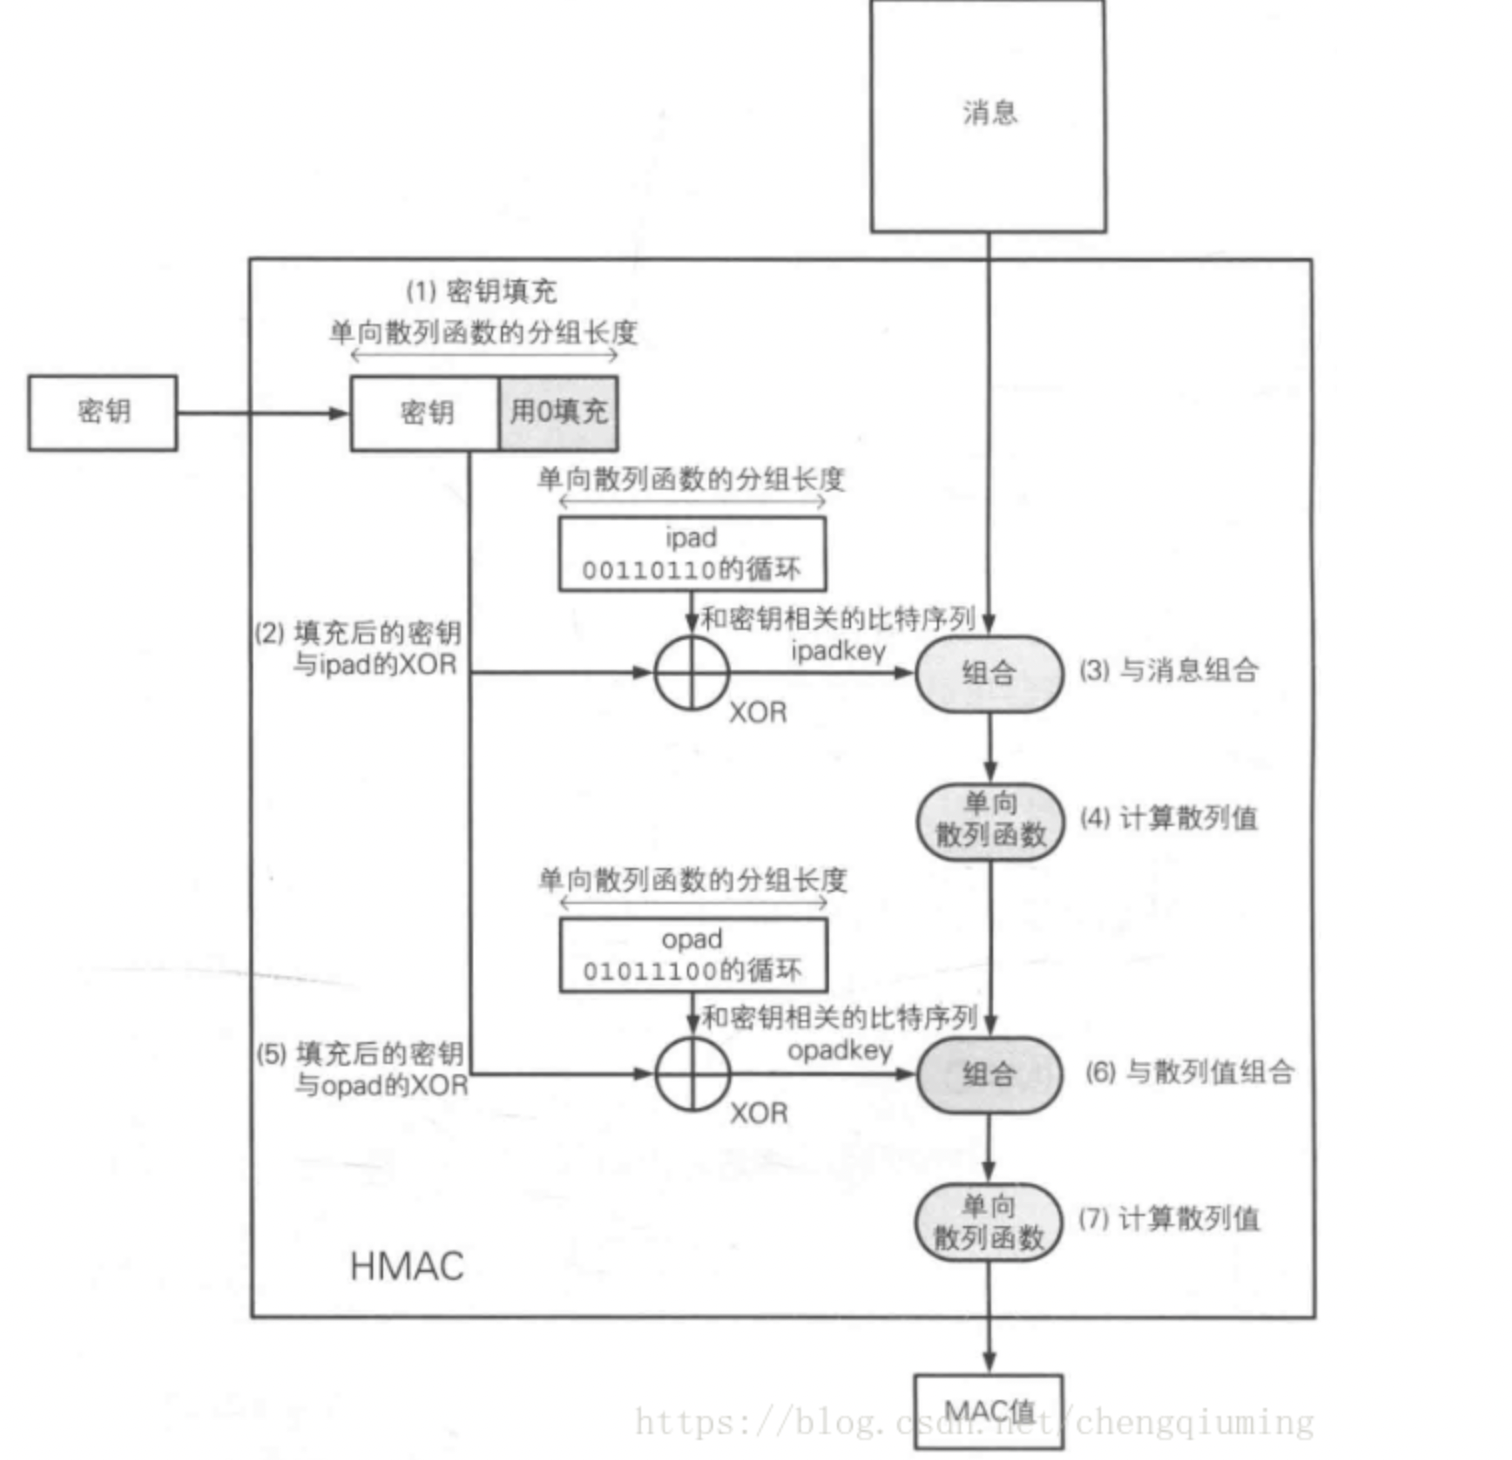 消息
(1) 密钥填充
单向散列函数的分组长度
密钥
密钥
用0填充
单向散列函数的分组长度
ipad
00110110的循环
(2) 填充后的密钥
与ipad的XOR
和密钥相关的比特序列
ipadkey
XOR
组合
(3) 与消息组合
单向
散列函数
(4) 计算散列值
单向散列函数的分组长度
opad
01011100的循环
(5) 填充后的密钥
与opad的XOR
和密钥相关的比特序列
opadkey
XOR
组合
(6) 与散列值组合
单向
散列函数
(7) 计算散列值
HMAC
MAC值
https://blog.csdn.net/chengqiuming